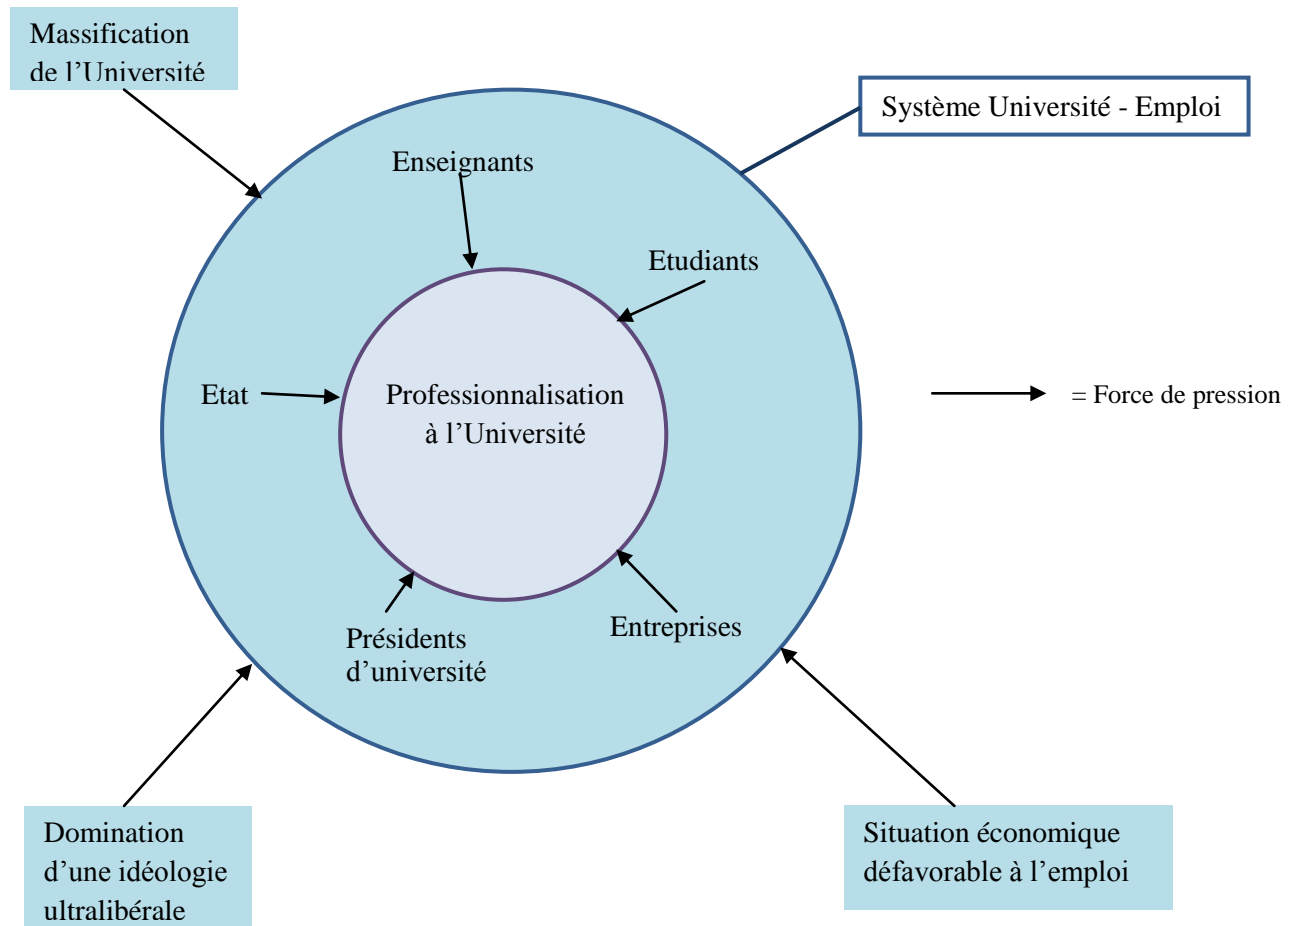 Massification
de l’Université
Système Université - Emploi
Enseignants
Etudiants
Etat
Professionnalisation
à l’Université
= Force de pression
Entreprises
Présidents
d’université
Domination
d’une idéologie
ultralibérale
Situation économique
défavorable à l’emploi